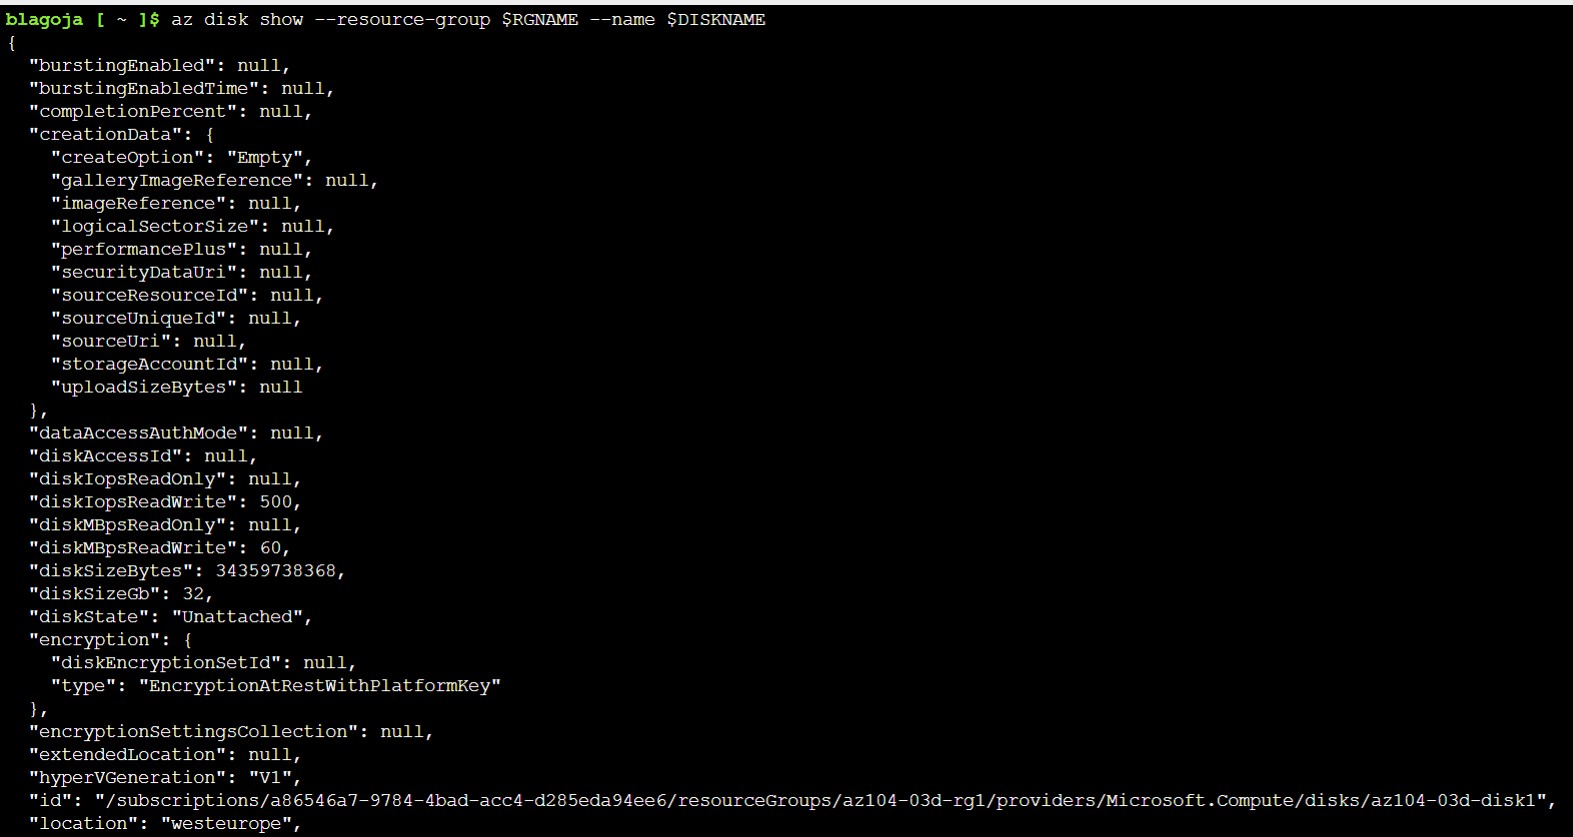 blagoja [ ~ ]$ az disk show --resource-group $RGNAME --name $DISKNAME
{
  "burstingEnabled": null,
  "burstingEnabledTime": null,
  "completionPercent": null,
  "creationData": {
    "createOption": "Empty",
    "galleryImageReference": null,
    "imageReference": null,
    "logicalSectorSize": null,
    "performancePlus": null,
    "securityDataUri": null,
    "sourceResourceId": null,
    "sourceUniqueId": null,
    "sourceUri": null,
    "storageAccountId": null,
    "uploadSizeBytes": null
  },
  "dataAccessAuthMode": null,
  "diskAccessId": null,
  "diskIopsReadOnly": null,
  "diskIopsReadWrite": 500,
  "diskMBpsReadOnly": null,
  "diskMBpsReadWrite": 60,
  "diskSizeBytes": 34359738368,
  "diskSizeGb": 32,
  "diskState": "Unattached",
  "encryption": {
    "diskEncryptionSetId": null,
    "type": "EncryptionAtRestWithPlatformKey"
  },
  "encryptionSettingsCollection": null,
  "extendedLocation": null,
  "hyperVGeneration": "V1",
  "id": "/subscriptions/a86546a7-9784-4bad-acc4-d285eda94ee6/resourceGroups/az104-03d-rg1/providers/Microsoft.Compute/disks/az104-03d-disk1",
  "location": "westeurope",